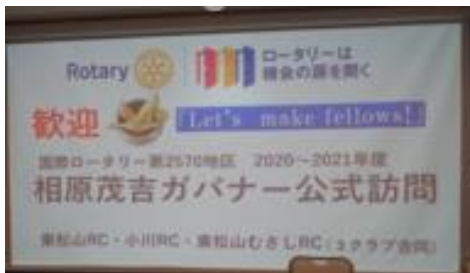 Rotary
ロータリーは
機会の扉を開く
歓迎
Let's make fellows!
国際ロータリー第2570地区 2020～2021年度
相原茂吉ガバナー公式訪問
東松山RC・小川RC・東松山むさしRC(3クラブ合同)